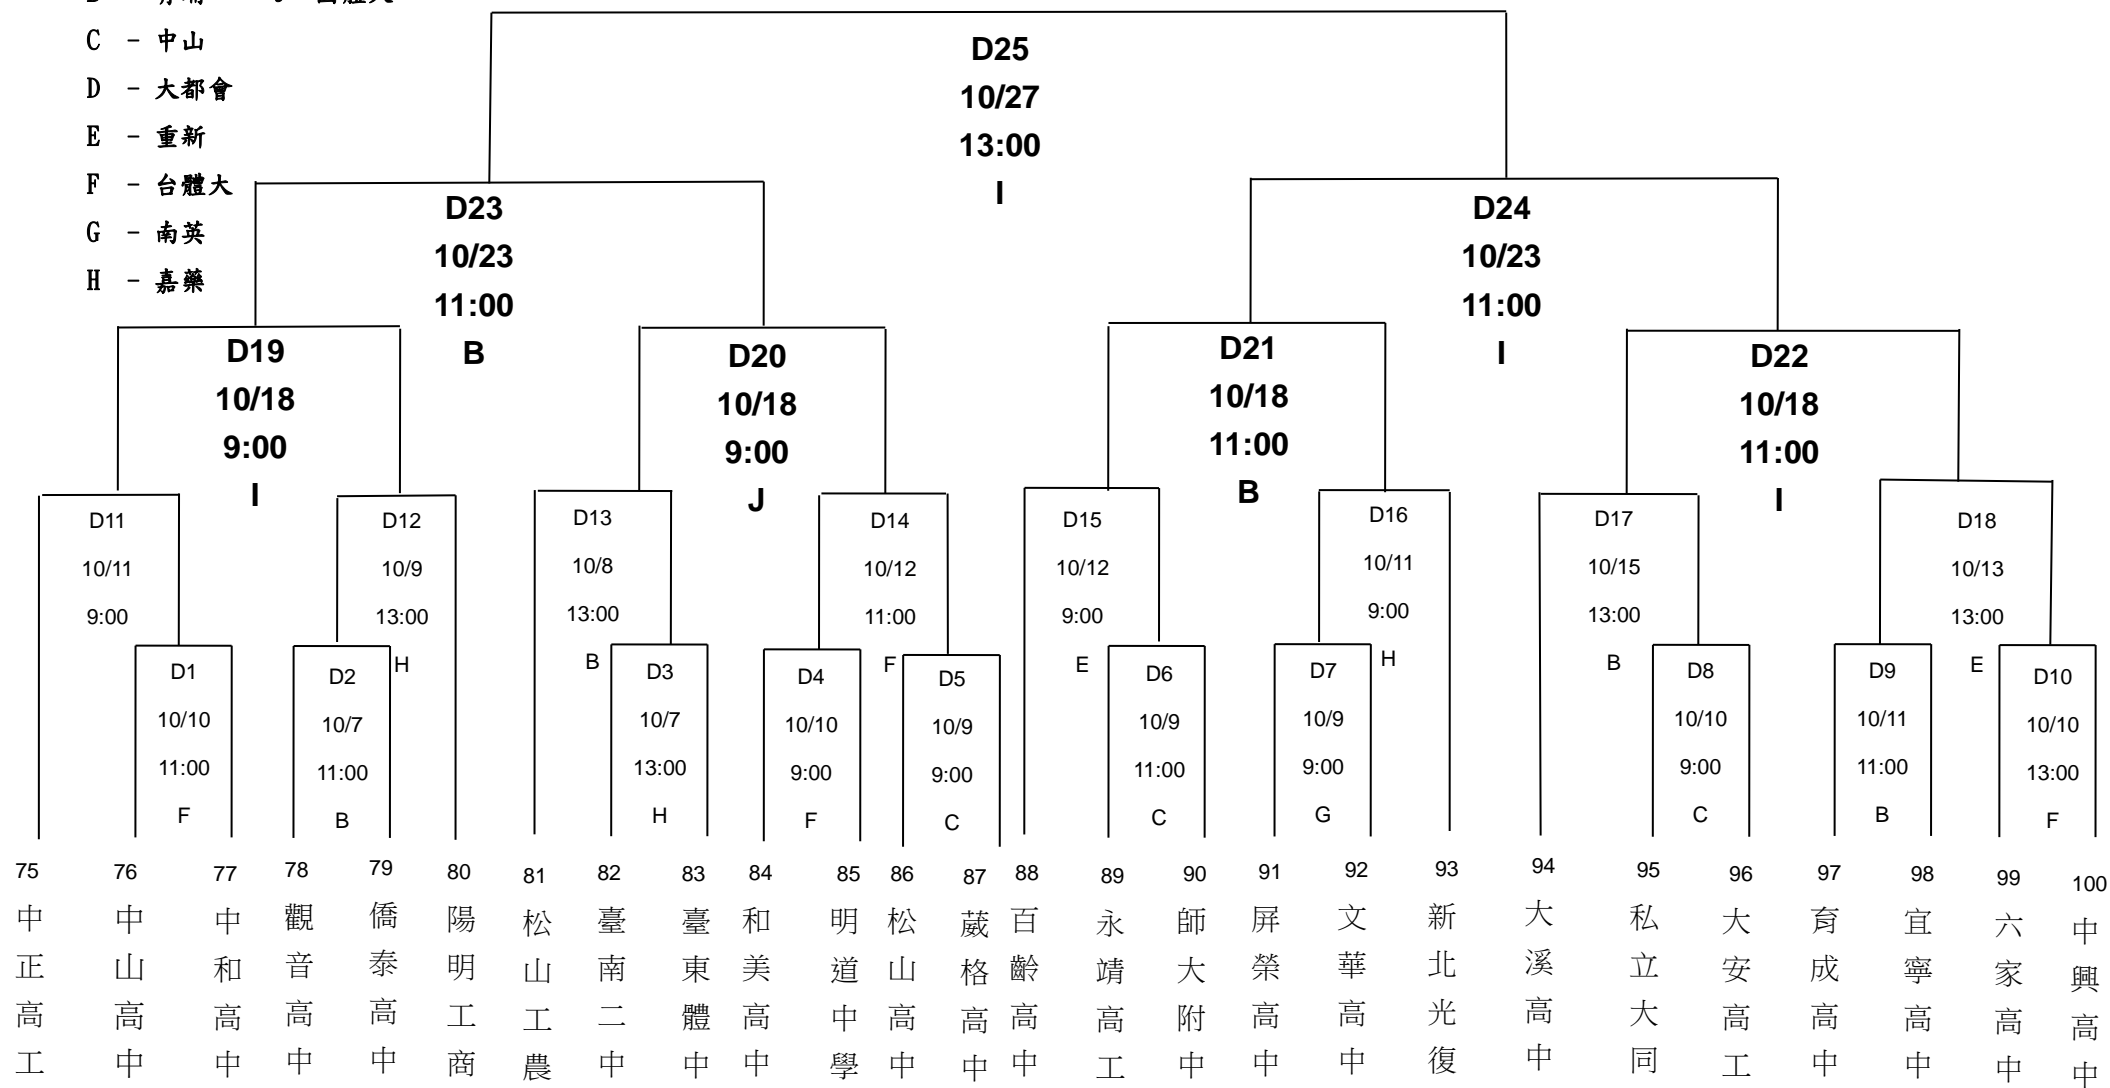 C - 中山
D - 大都會
E - 重新
F - 台體大
G - 南英
H - 嘉藥
D25
10/27
13:00
I
D23
10/23
11:00
B
D24
10/23
11:00
I
D19
10/18
9:00
I
D20
10/18
9:00
J
D21
10/18
11:00
B
D22
10/18
11:00
I
D11
10/11
9:00
D12
10/9
13:00
H
D13
10/8
13:00
B
D14
10/12
11:00
F
D15
10/12
9:00
E
D16
10/11
9:00
H
D17
10/15
13:00
B
D18
10/13
13:00
E
D1
10/10
11:00
F
D2
10/7
11:00
B
D3
10/7
13:00
H
D4
10/10
9:00
F
D5
10/9
9:00
C
D6
10/9
11:00
C
D7
10/9
9:00
G
D8
10/10
9:00
C
D9
10/11
11:00
B
D10
10/10
13:00
F
75
中正高工
76
中山高中
77
中和高中
78
觀音高中
79
僑泰高中
80
陽明工商
81
松山工農
82
臺南二中
83
臺東體中
84
和美高中
85
明道中學
86
松山高中
87
葳格高中
88
百齡高中
89
永靖高工
90
師大附中
91
屏榮高中
92
文華高中
93
新北光復
94
大溪高中
95
私立大同
96
大安高工
97
育成高中
98
宜寧高中
99
六家高中
100
中興高中